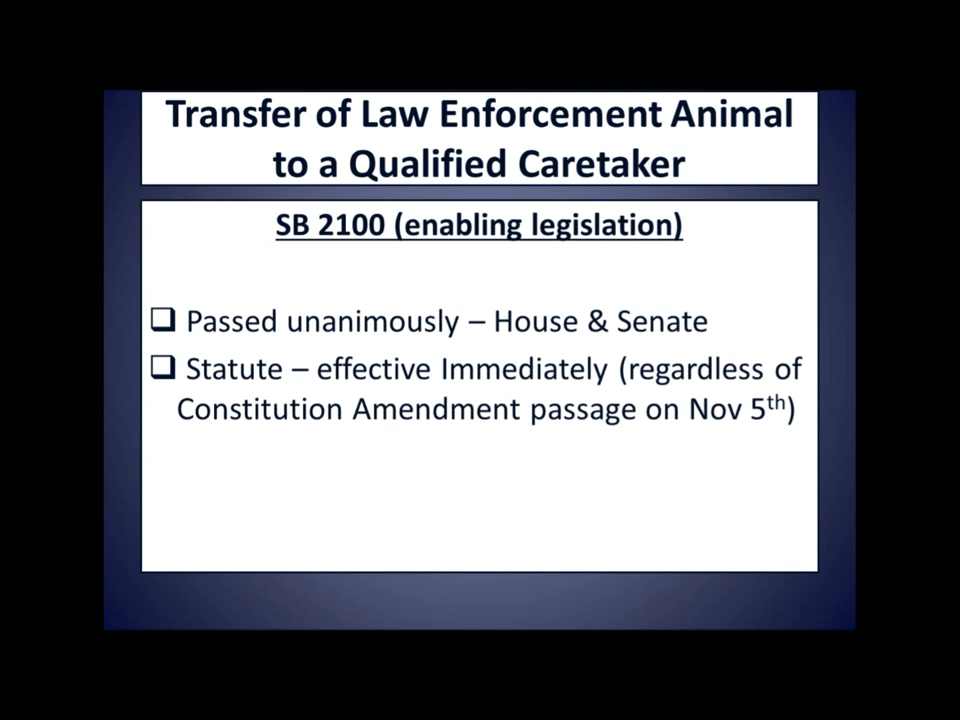 Transfer of Law Enforcement Animal
to a Qualified Caretaker
SB 2100 (enabling legislation)
❑ Passed unanimously – House & Senate
❑ Statute – effective Immediately (regardless of
Constitution Amendment passage on Nov 5th)